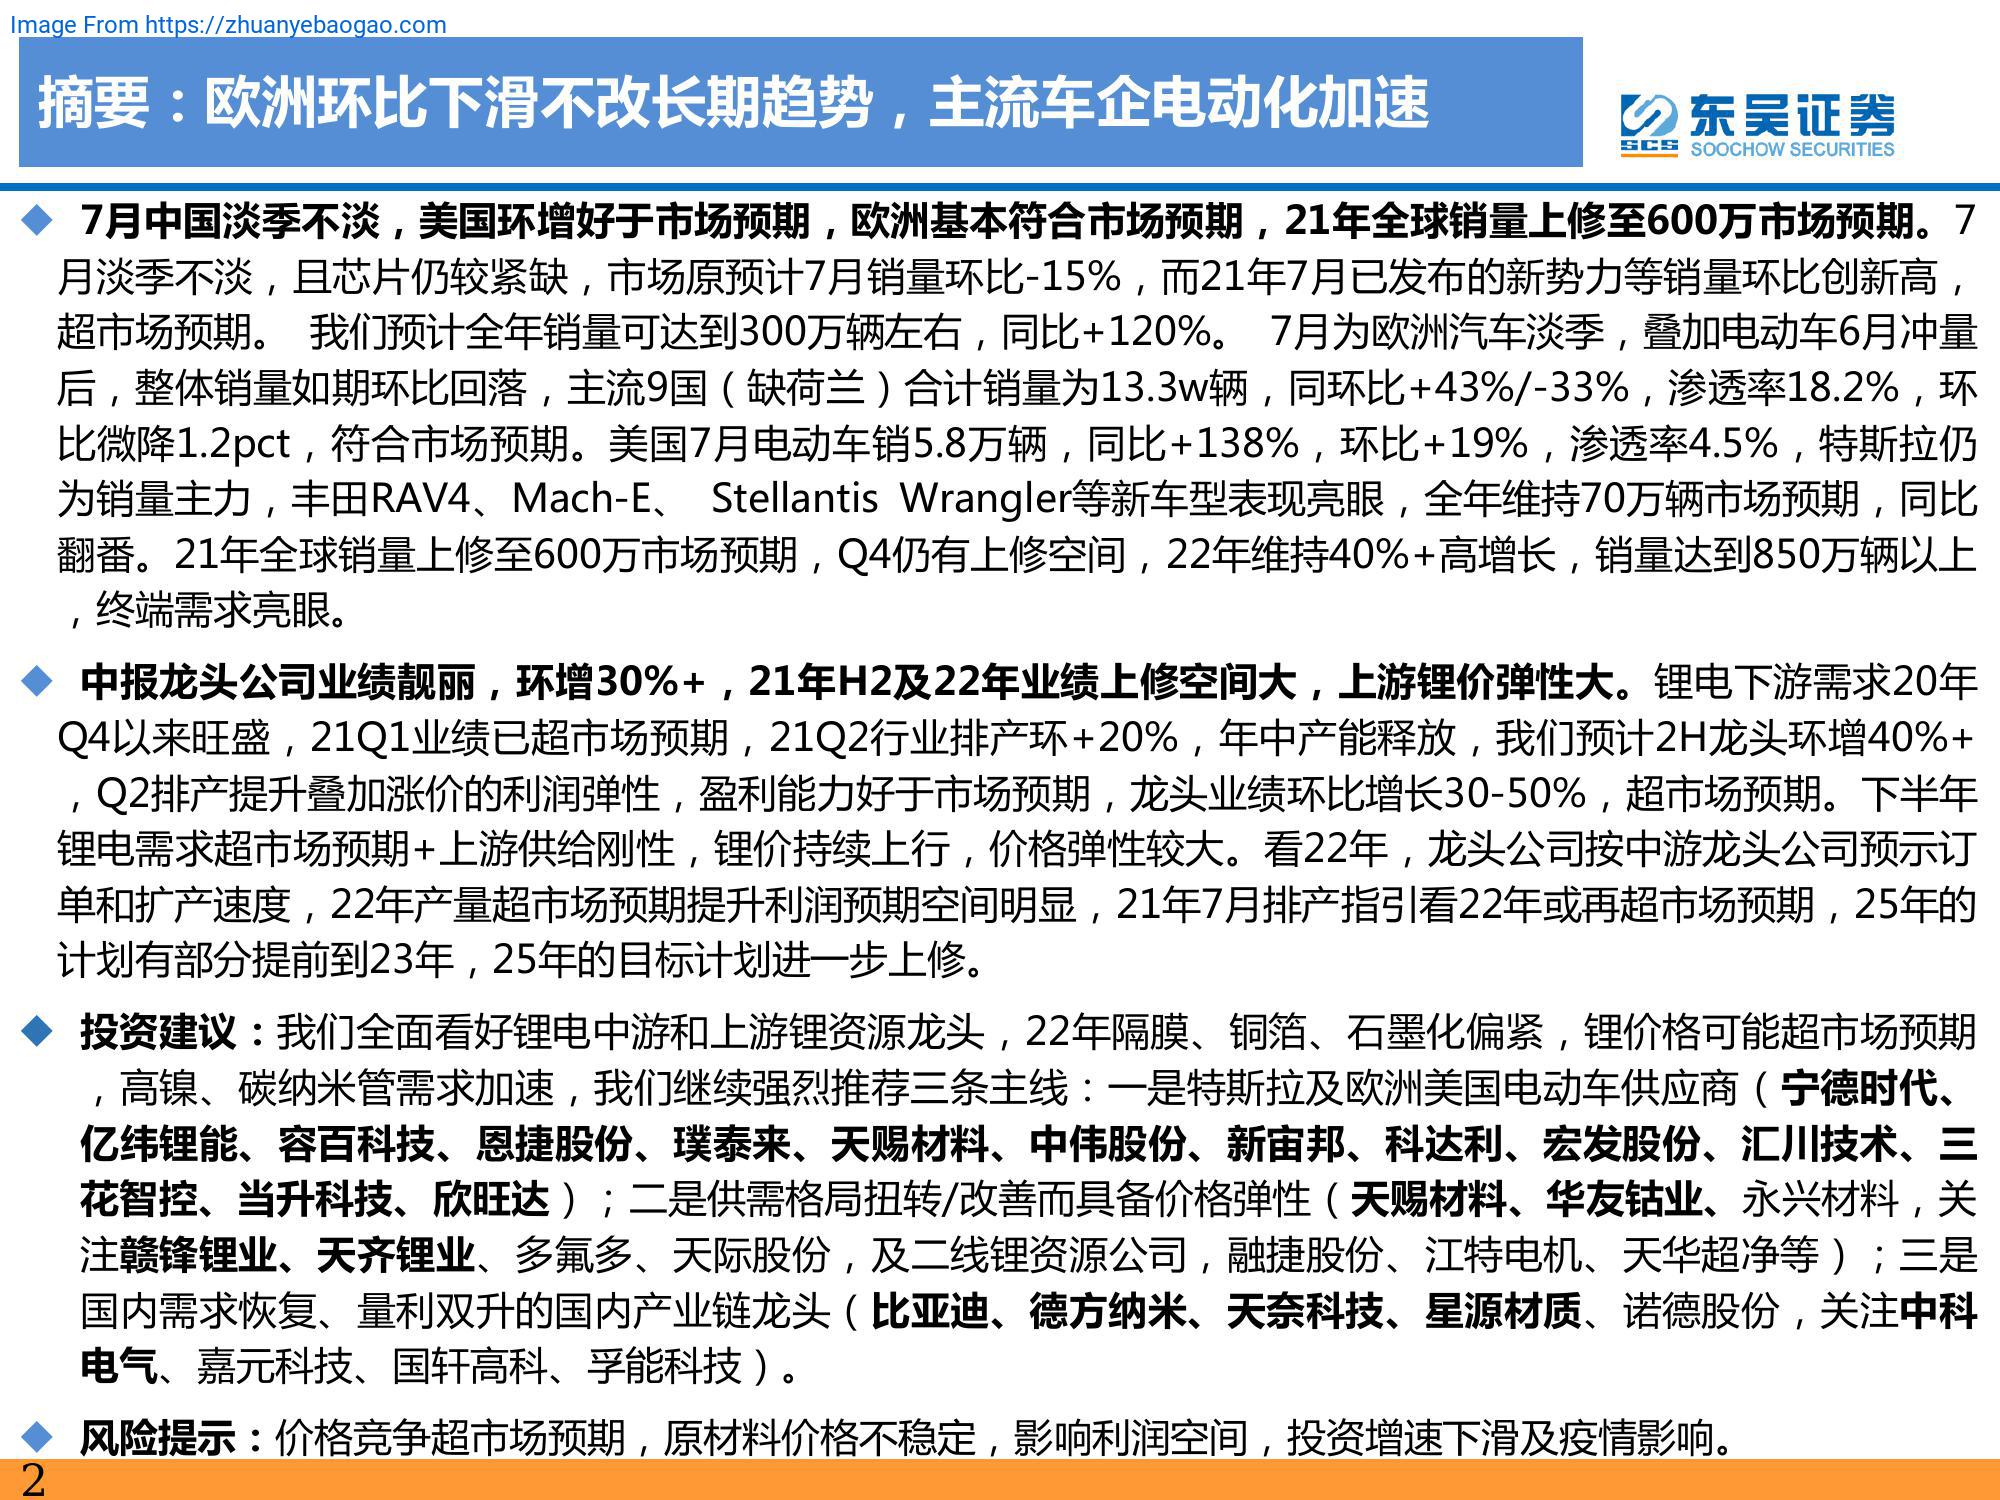 Image From https://zhuanyebaogao.com
摘要：欧洲环比下滑不改长期趋势，主流车企电动化加速
东吴证券
SCS
SOOCHOW SECURITIES
◆ 7月中国淡季不淡，美国环增好于市场预期，欧洲基本符合市场预期，21年全球销量上修至600万市场预期。7
月淡季不淡，且芯片仍较紧缺，市场原预计7月销量环比-15%，而21年7月已发布的新势力等销量环比创新高，
超市场预期。 我们预计全年销量可达到300万辆左右，同比+120%。 7月为欧洲汽车淡季，叠加电动车6月冲量
后，整体销量如期环比回落，主流9国（缺荷兰）合计销量为13.3w辆，同环比+43%/-33%，渗透率18.2%，环
比微降1.2pct，符合市场预期。美国7月电动车销5.8万辆，同比+138%，环比+19%，渗透率4.5%，特斯拉仍
为销量主力，丰田RAV4、Mach-E、 Stellantis Wrangler等新车型表现亮眼，全年维持70万辆市场预期，同比
翻番。21年全球销量上修至600万市场预期，Q4仍有上修空间，22年维持40%+高增长，销量达到850万辆以上
，终端需求亮眼。
◆ 中报龙头公司业绩靓丽，环增30%+，21年H2及22年业绩上修空间大，上游锂价弹性大。锂电下游需求20年
Q4以来旺盛，21Q1业绩已超市场预期，21Q2行业排产环+20%，年中产能释放，我们预计2H龙头环增40%+
，Q2排产提升叠加涨价的利润弹性，盈利能力好于市场预期，龙头业绩环比增长30-50%，超市场预期。下半年
锂电需求超市场预期+上游供给刚性，锂价持续上行，价格弹性较大。看22年，龙头公司按中游龙头公司预示订
单和扩产速度，22年产量超市场预期提升利润预期空间明显，21年7月排产指引看22年或再超市场预期，25年的
计划有部分提前到23年，25年的目标计划进一步上修。
◆ 投资建议：我们全面看好锂电中游和上游锂资源龙头，22年隔膜、铜箔、石墨化偏紧，锂价格可能超市场预期
，高镍、碳纳米管需求加速，我们继续强烈推荐三条主线：一是特斯拉及欧洲美国电动车供应商（宁德时代、
亿纬锂能、容百科技、恩捷股份、璞泰来、天赐材料、中伟股份、新宙邦、科达利、宏发股份、汇川技术、三
花智控、当升科技、欣旺达）；二是供需格局扭转/改善而具备价格弹性（天赐材料、华友钴业、永兴材料，关
注赣锋锂业、天齐锂业、多氟多、天际股份，及二线锂资源公司，融捷股份、江特电机、天华超净等）；三是
国内需求恢复、量利双升的国内产业链龙头（比亚迪、德方纳米、天奈科技、星源材质、诺德股份，关注中科
电气、嘉元科技、国轩高科、孚能科技）。
◆ 风险提示：价格竞争超市场预期，原材料价格不稳定，影响利润空间，投资增速下滑及疫情影响。
2